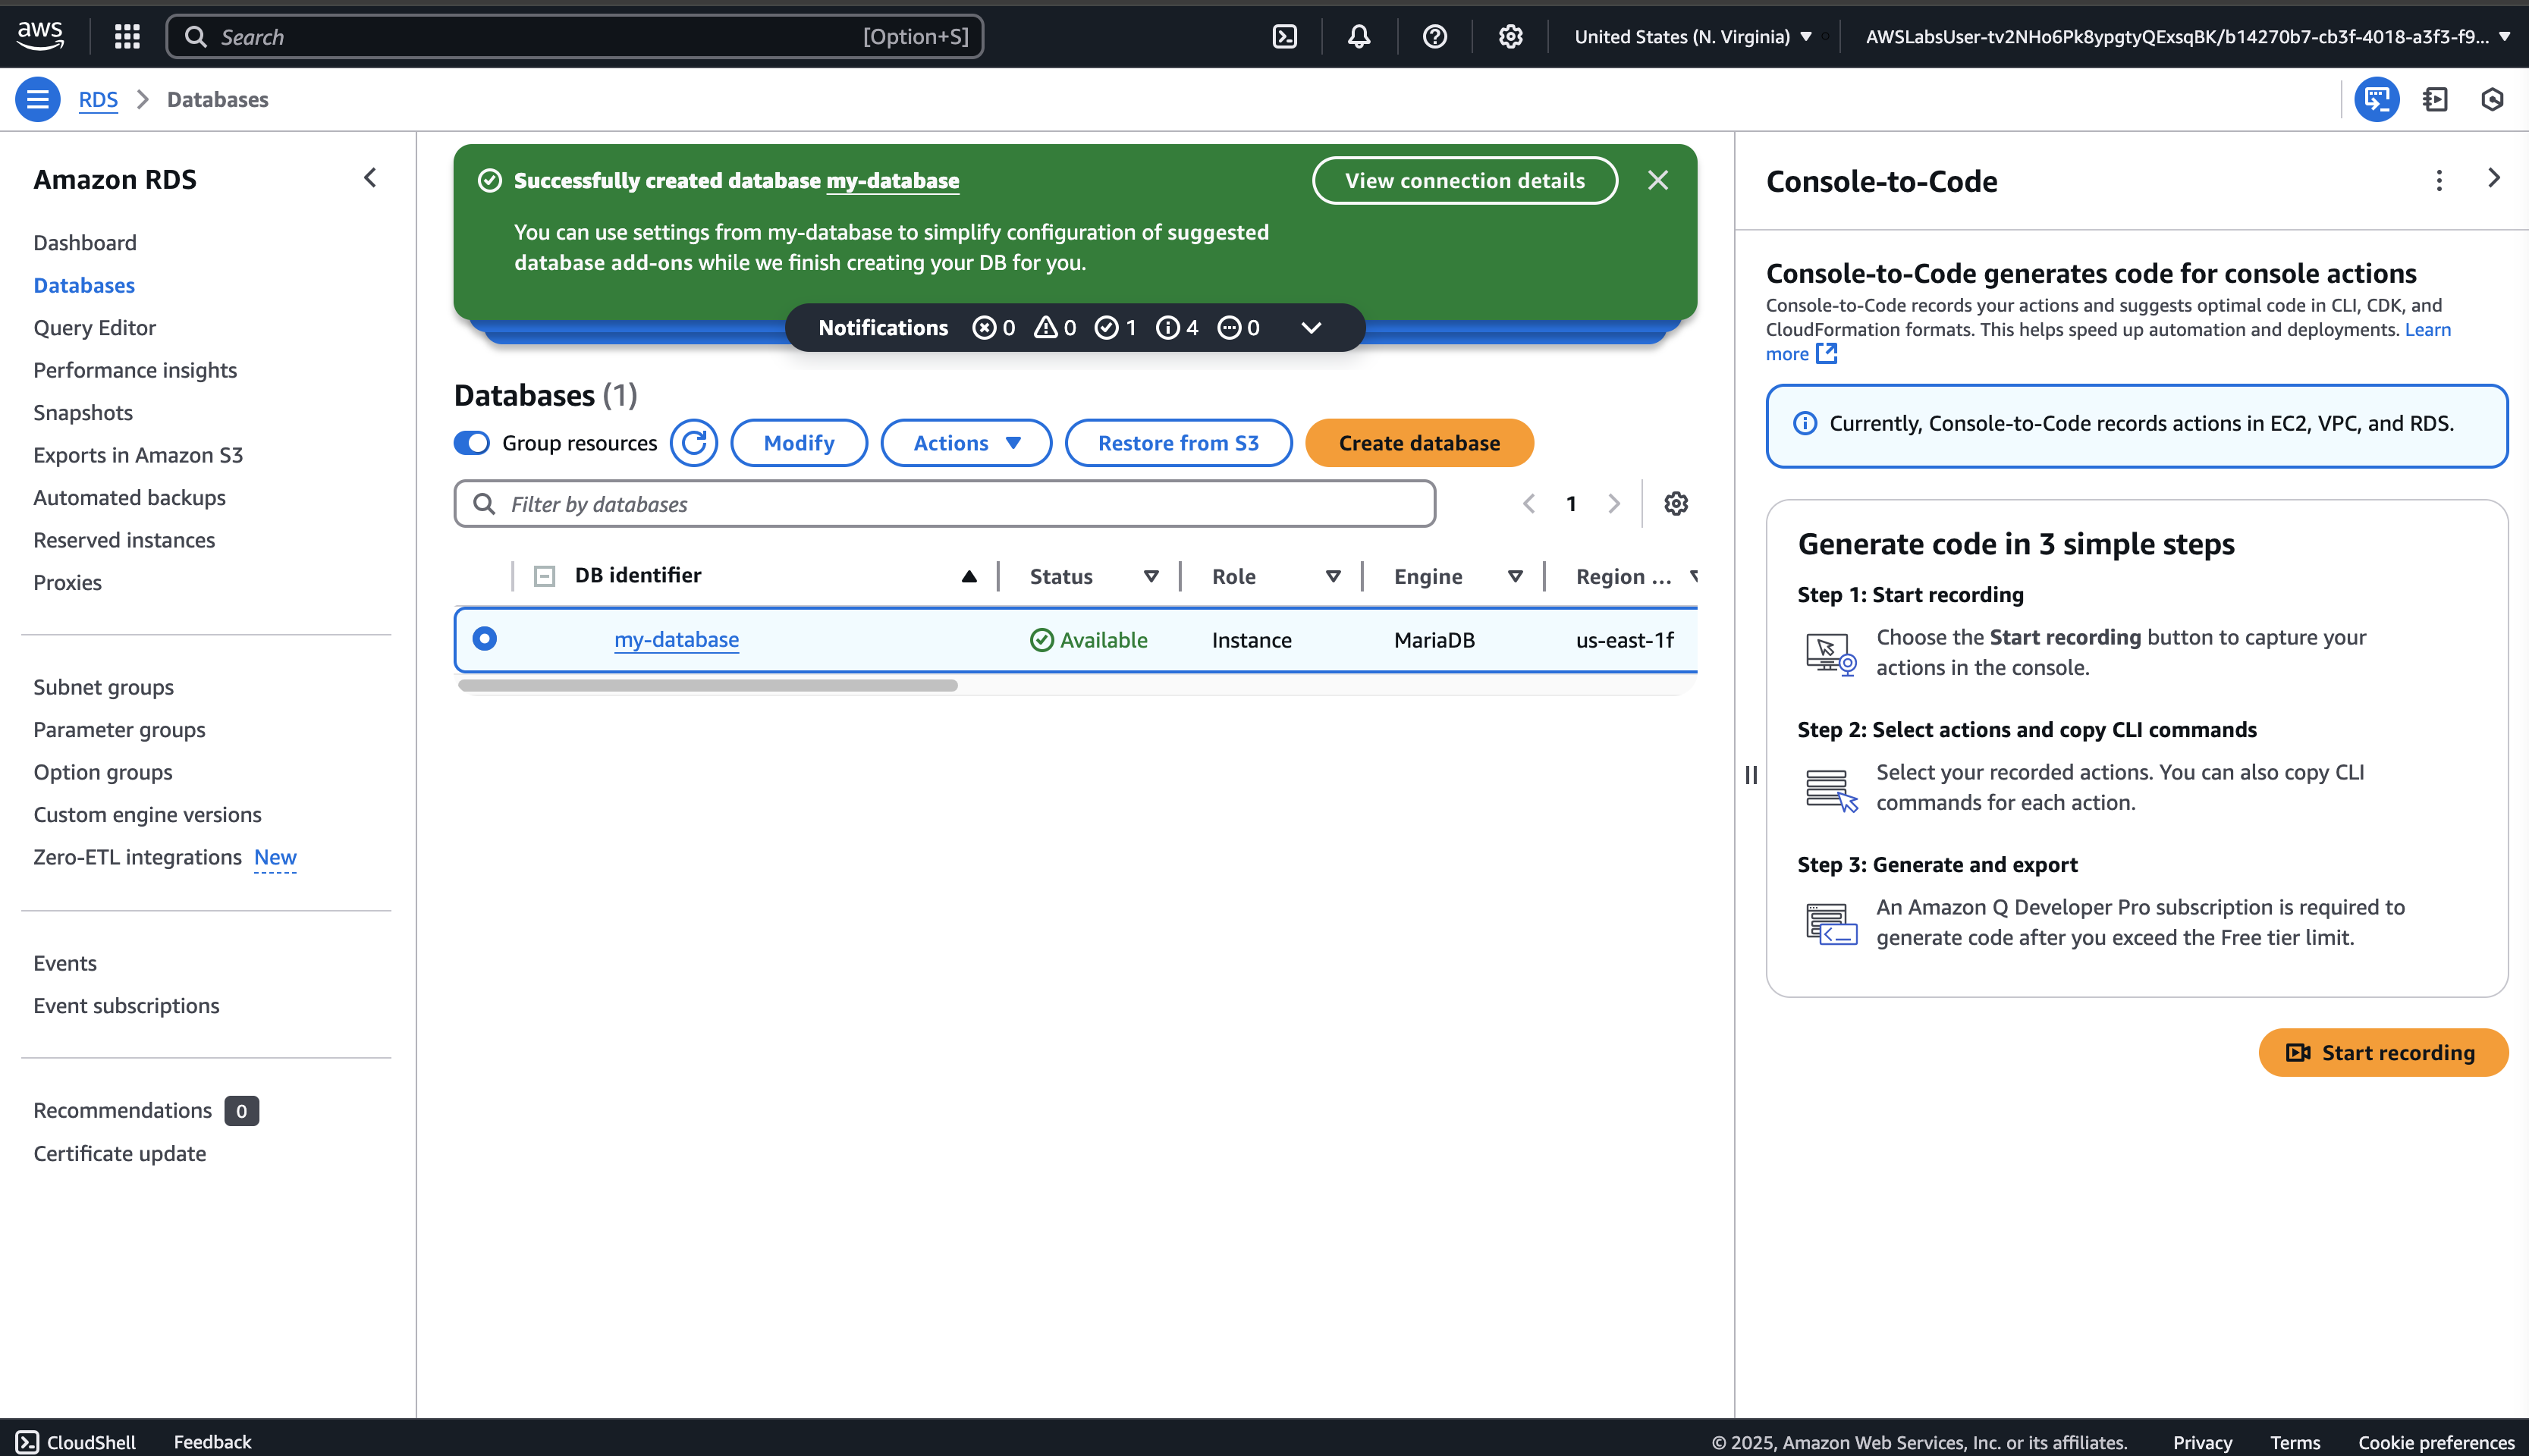 aws
Search
[Option+S]
United States (N. Virginia)
AWSLabsUser-tv2NHo6Pk8ypgtyQExsqBK/b14270b7-cb3f-4018-a3f3-f9...
RDS
Databases
Amazon RDS
Dashboard
Databases
Query Editor
Performance insights
Snapshots
Exports in Amazon S3
Automated backups
Reserved instances
Proxies
Subnet groups
Parameter groups
Option groups
Custom engine versions
Zero-ETL integrations New
Events
Event subscriptions
Recommendations 0
Certificate update
Successfully created database my-database
View connection details
You can use settings from my-database to simplify configuration of suggested
database add-ons while we finish creating your DB for you.
Notifications 0 0 1 4 0
Databases (1)
Group resources
Modify
Actions
Restore from S3
Create database
Filter by databases
1
DB identifier Status Role Engine Region ...
my-database Available Instance MariaDB us-east-1f
Console-to-Code
Console-to-Code generates code for console actions
Console-to-Code records your actions and suggests optimal code in CLI, CDK, and
CloudFormation formats. This helps speed up automation and deployments. Learn
more
Currently, Console-to-Code records actions in EC2, VPC, and RDS.
Generate code in 3 simple steps
Step 1: Start recording
Choose the Start recording button to capture your
actions in the console.
Step 2: Select actions and copy CLI commands
Select your recorded actions. You can also copy CLI
commands for each action.
Step 3: Generate and export
An Amazon Q Developer Pro subscription is required to
generate code after you exceed the Free tier limit.
Start recording
CloudShell
Feedback
© 2025, Amazon Web Services, Inc. or its affiliates.
Privacy
Terms
Cookie preferences